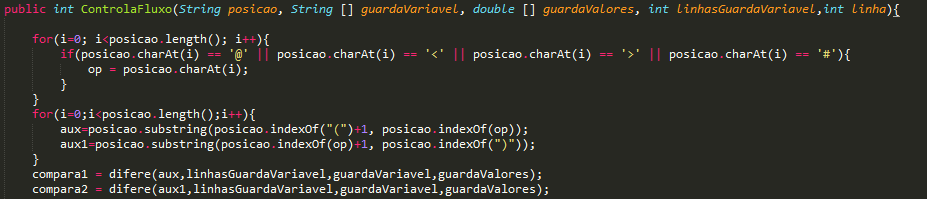 public int ControlaFluxo(String posicao, String [] guardaVariavel, double [] guardaValores, int linhasGuardaVariavel,int linha){
for(i=0; i<posicao.length(); i++){
if(posicao.charAt(i) == '@' || posicao.charAt(i) == '<' || posicao.charAt(i) == '>' || posicao.charAt(i) == '#'){
op = posicao.charAt(i);
}
}
for(i=0;i<posicao.length();i++){
aux=posicao.substring(posicao.indexOf("(")+1, posicao.indexOf(op));
aux1=posicao.substring(posicao.indexOf(op)+1, posicao.indexOf(")"));
}
compara1 = difere(aux,linhasGuardaVariavel,guardaVariavel,guardaValores);
compara2 = difere(aux1,linhasGuardaVariavel,guardaVariavel,guardaValores);